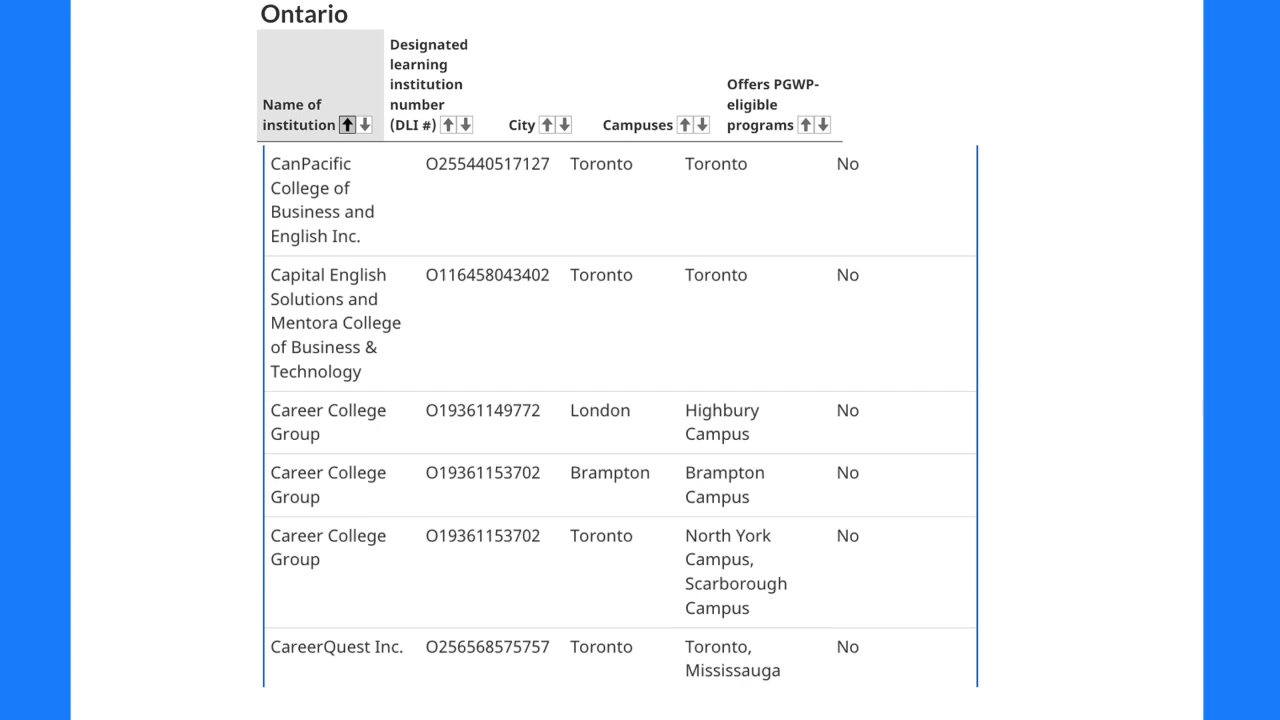 Ontario
Designated
learning
institution
number
(DLI #)
Name of
institution
City
Campuses
Offers PGWP-
eligible
programs
CanPacific
College of
Business and
English Inc.
O255440517127
Toronto
Toronto
No
Capital English
Solutions and
Mentora College
of Business &
Technology
O116458043402
Toronto
Toronto
No
Career College
Group
O19361149772
London
Highbury
Campus
No
Career College
Group
O19361153702
Brampton
Brampton
Campus
No
Career College
Group
O19361153702
Toronto
North York
Campus,
Scarborough
Campus
No
CareerQuest Inc.
O256568575757
Toronto
Toronto,
Mississauga
No